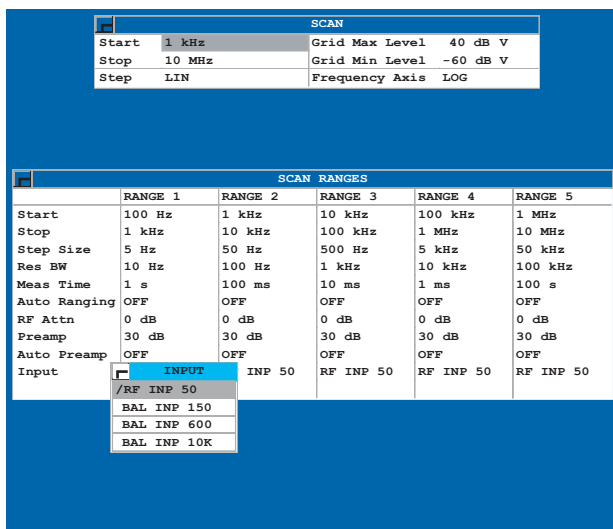 SCAN
Start 1 kHz Grid Max Level 40 dB V
Stop 10 MHz Grid Min Level -60 dB V
Step LIN Frequency Axis LOG
SCAN RANGES
RANGE 1 RANGE 2 RANGE 3 RANGE 4 RANGE 5
Start 100 Hz 1 kHz 10 kHz 100 kHz 1 MHz
Stop 1 kHz 10 kHz 100 kHz 1 MHz 10 MHz
Step Size 5 Hz 50 Hz 500 Hz 5 kHz 50 kHz
Res BW 10 Hz 100 Hz 1 kHz 10 kHz 100 kHz
Meas Time 1 s 100 ms 10 ms 1 ms 100 s
Auto Ranging OFF OFF OFF OFF OFF
RF Attn 0 dB 0 dB 0 dB 0 dB 0 dB
Preamp 30 dB 30 dB 30 dB 30 dB 30 dB
Auto Preamp OFF OFF OFF OFF OFF
Input INPUT INP 50 RF INP 50 RF INP 50 RF INP 50
/RF INP 50
BAL INP 150
BAL INP 600
BAL INP 10K